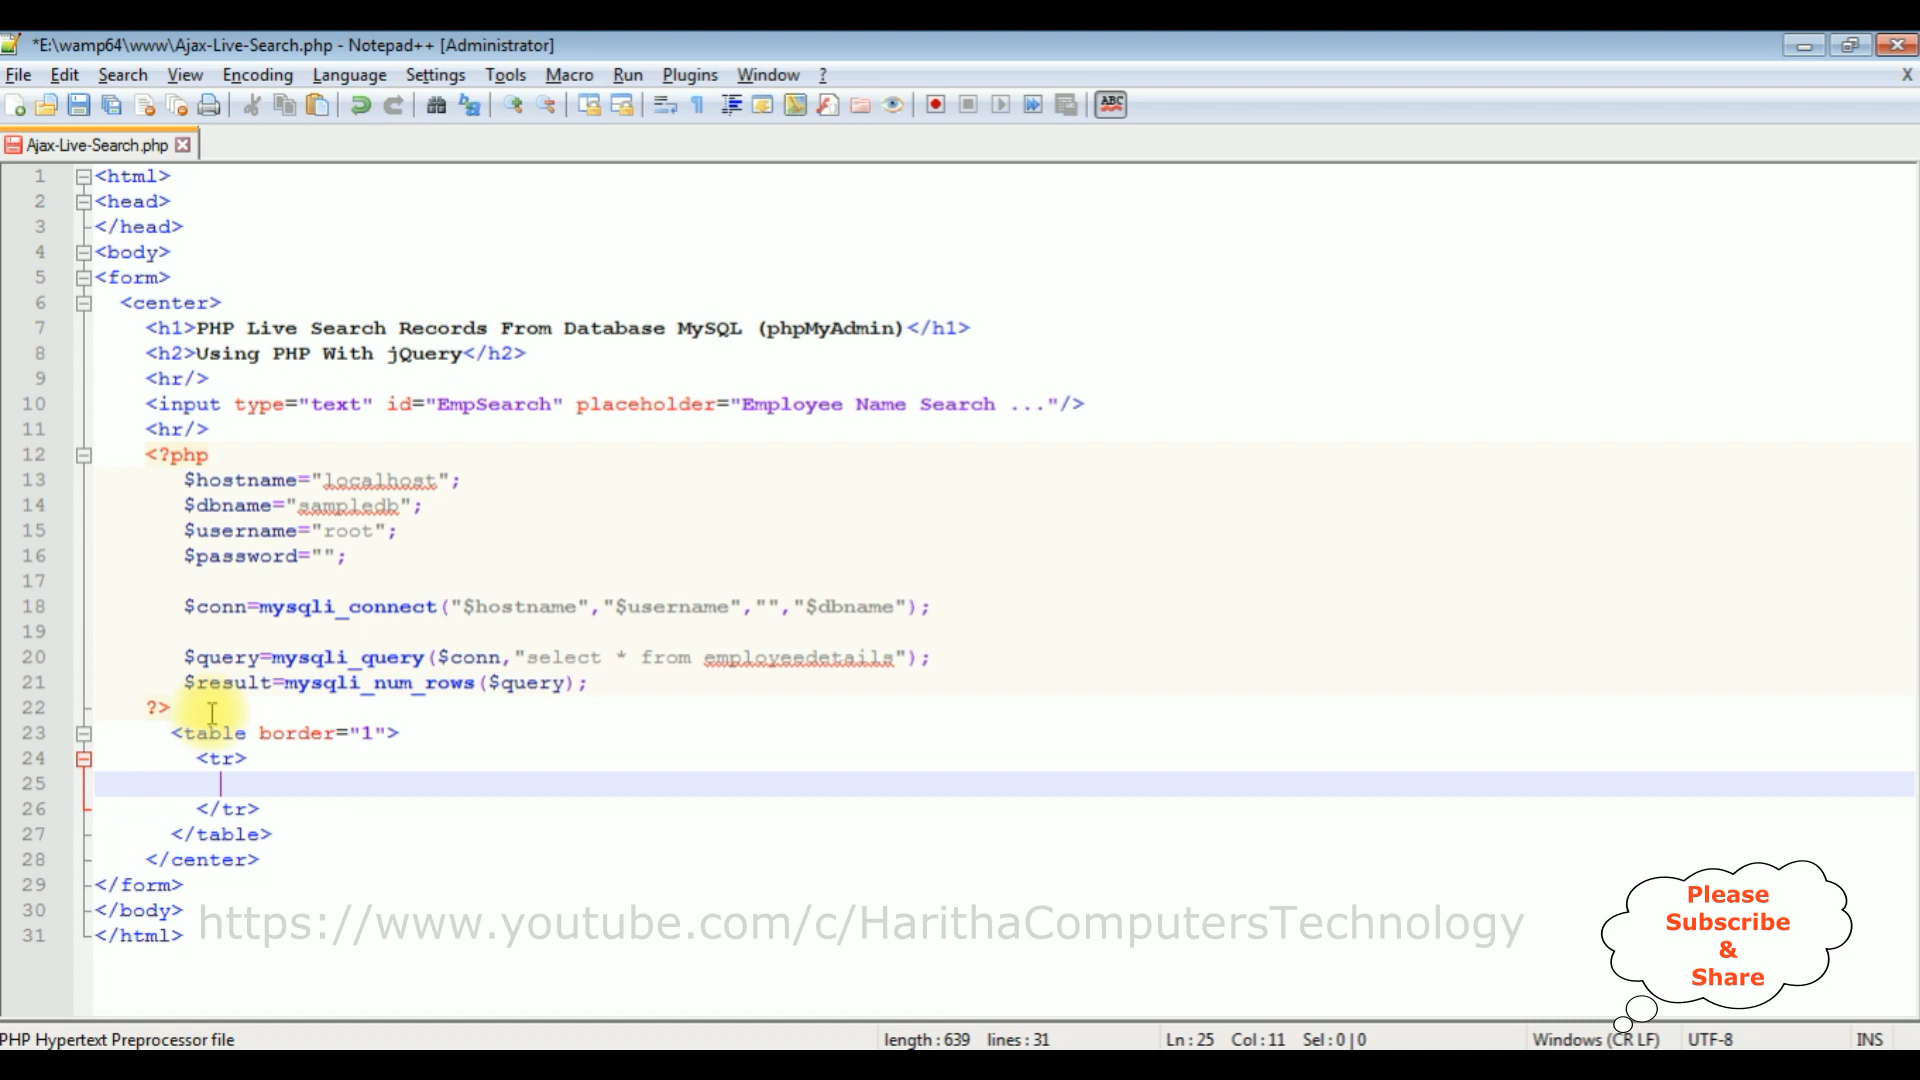 *E:\wamp64\www\Ajax-Live-Search.php - Notepad++ [Administrator]
File Edit Search View Encoding Language Settings Tools Macro Run Plugins Window ? X
ABC
Ajax-Live-Search.php
1 <html>
2 <head>
3 </head>
4 <body>
5 <form>
6 <center>
7 <h1>PHP Live Search Records From Database MySQL (phpMyAdmin)</h1>
8 <h2>Using PHP With jQuery</h2>
9 <hr/>
10 <input type="text" id="EmpSearch" placeholder="Employee Name Search ..."/>
11 <hr/>
12 <?php
13 $hostname="localhost";
14 $dbname="sampledb";
15 $username="root";
16 $password="";
17
18 $conn=mysqli_connect("$hostname","$username","","$dbname");
19
20 $query=mysqli_query($conn,"select * from employeedetails");
21 $result=mysqli_num_rows($query);
22 ?>
23 <table border="1">
24 <tr>
25
26 </tr>
27 </table>
28 </center>
29 </form>
30 </body>
31 </html>
https://www.youtube.com/c/HarithaComputersTechnology
Please
Subscribe
&
Share
PHP Hypertext Preprocessor file length : 639 lines : 31 Ln : 25 Col : 11 Sel : 0 | 0 Windows (CR LF) UTF-8 INS